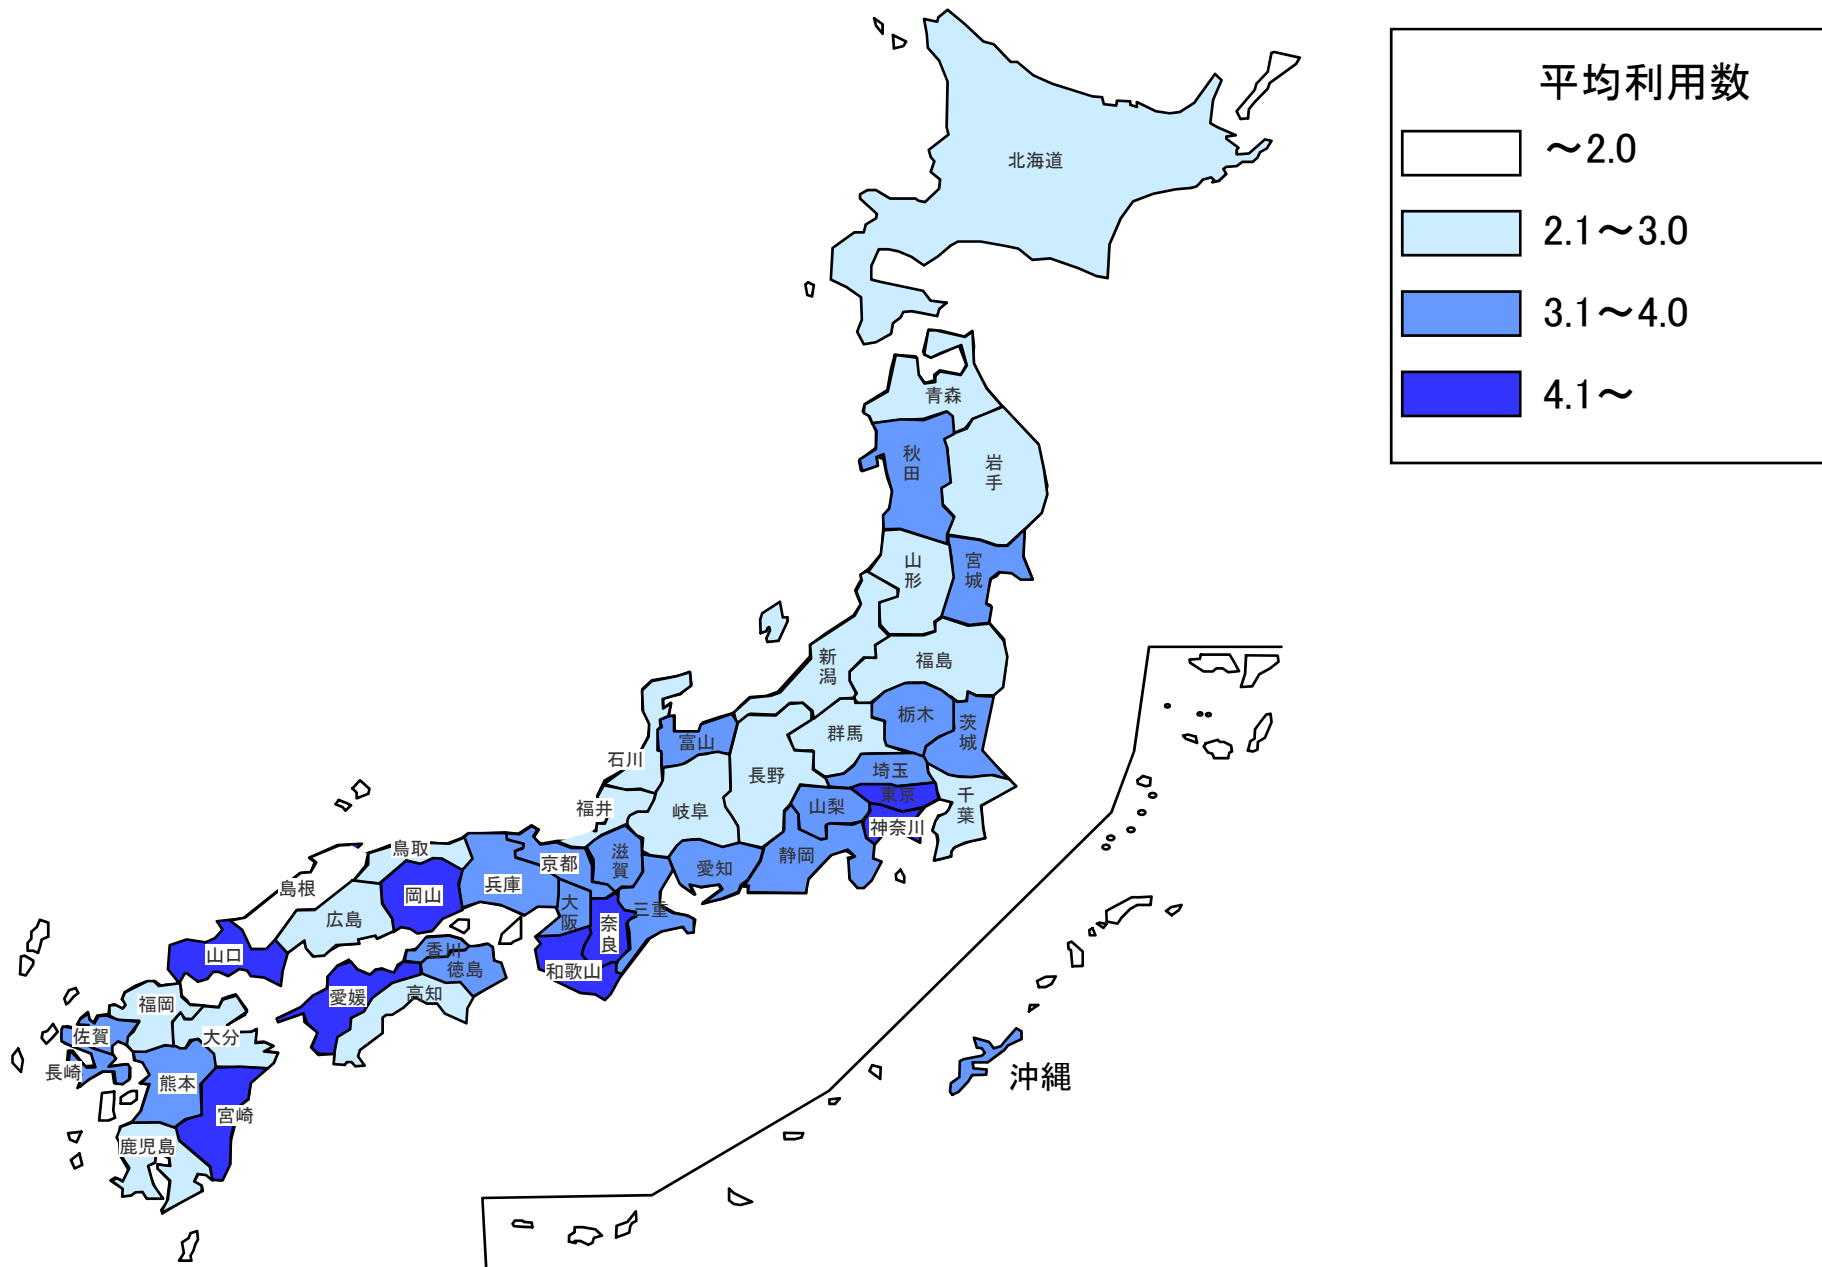 平均利用数
～2.0
2.1～3.0
3.1～4.0
4.1～
北海道
青森
秋田
岩手
山形
宮城
新潟
福島
群馬
栃木
茨城
富山
石川
長野
埼玉
東京
千葉
福井
岐阜
山梨
神奈川
鳥取
京都
滋賀
愛知
静岡
島根
岡山
兵庫
広島
大阪
三重
奈良
山口
香川
徳島
和歌山
愛媛
高知
福岡
佐賀
大分
長崎
熊本
宮崎
鹿児島
沖縄